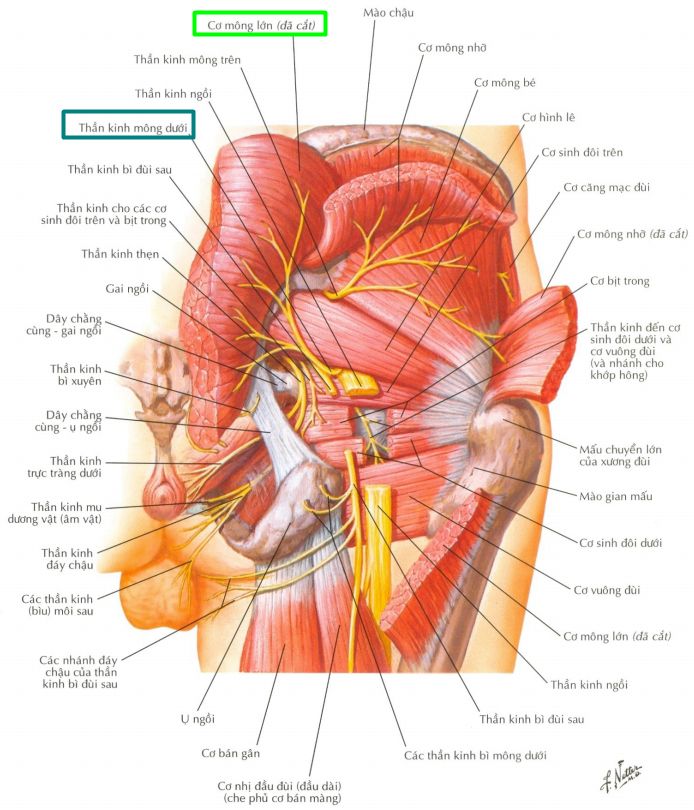 Cơ mông lớn (đã cắt)
Thần kinh mông trên
Thần kinh ngồi
Thần kinh mông dưới
Thần kinh bì đùi sau
Thần kinh cho các cơ
sinh đôi trên và bịt trong
Thần kinh thẹn
Gai ngồi
Dây chằng
cùng - gai ngồi
Thần kinh
bì xuyên
Dây chằng
cùng - ụ ngồi
Thần kinh
trực tràng dưới
Thần kinh mu
dương vật (âm vật)
Thần kinh
đáy chậu
Các thần kinh
(bìu) môi sau
Các nhánh đáy
chậu của thần
kinh bì đùi sau
Ụ ngồi
Cơ bán gân
Cơ nhị đầu đùi (đầu dài)
(che phủ cơ bán màng)
Mào chậu
Cơ mông nhỡ
Cơ mông bé
Cơ hình lê
Cơ sinh đôi trên
Cơ căng mạc đùi
Cơ mông nhỡ (đã cắt)
Cơ bịt trong
Thần kinh đến cơ
sinh đôi dưới và
cơ vuông đùi
(và nhánh cho
khớp hông)
Mấu chuyển lớn
của xương đùi
Mào gian mấu
Cơ sinh đôi dưới
Cơ vuông đùi
Cơ mông lớn (đã cắt)
Thần kinh ngồi
Thần kinh bì đùi sau
Các thần kinh bì mông dưới
F. Netter
M.D.